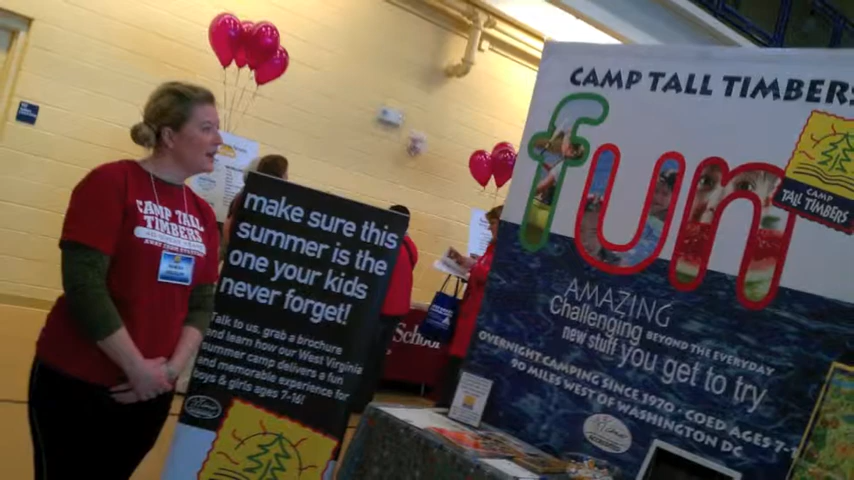 CAMP TALL TIMBERS
fun
CAMP
TALL TIMBERS
AMAZING
challenging BEYOND THE EVERYDAY
new stuff you get to try
OVERNIGHT CAMPING SINCE 1970 · COED AGES 7-1
90 MILES WEST OF WASHINGTON DC
make sure this
summer is the
one your kids
never forget!
Talk to us, grab a brochure
and learn how our West Virginia
summer camp delivers a fun
and memorable experience for
boys & girls ages 7-16!
CAMP TALL
TIMBERS
School